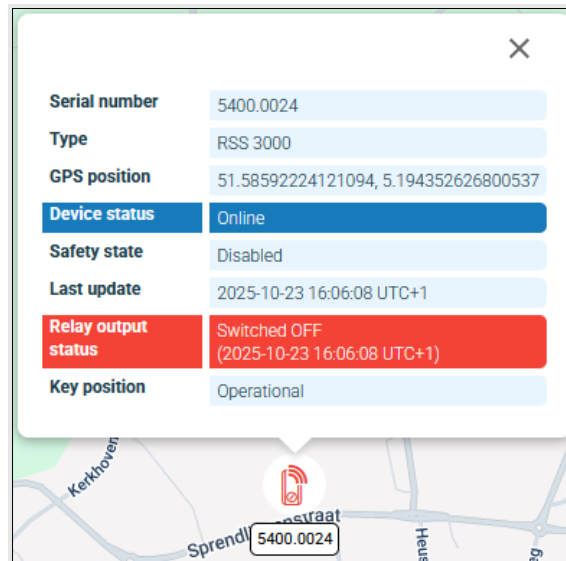 Serial number 5400.0024
Type RSS 3000
GPS position 51.58592224121094, 5.194352626800537
Device status Online
Safety state Disabled
Last update 2025-10-23 16:06:08 UTC+1
Relay output status Switched OFF
(2025-10-23 16:06:08 UTC+1)
Key position Operational
Kerkhoven
straat
5400.0024